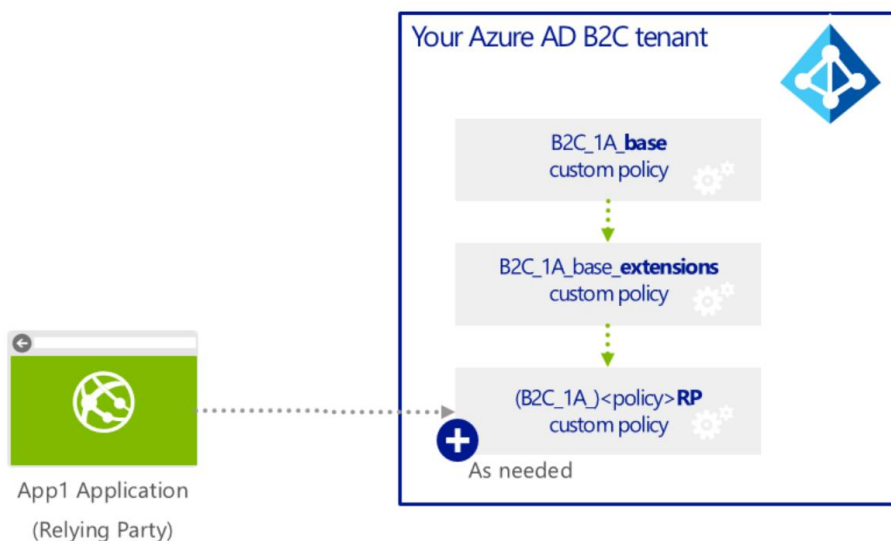 Your Azure AD B2C tenant
B2C_1A_base
custom policy
B2C_1A_base_extensions
custom policy
(B2C_1A_)<policy>RP
custom policy
As needed
App1 Application
(Relying Party)